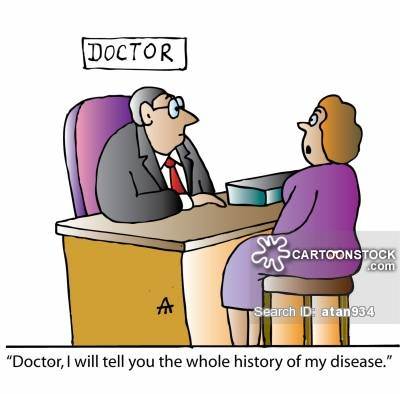 DOCTOR
CARTOONSTOCK
.com
Search ID: atan934
"Doctor, I will tell you the whole history of my disease."